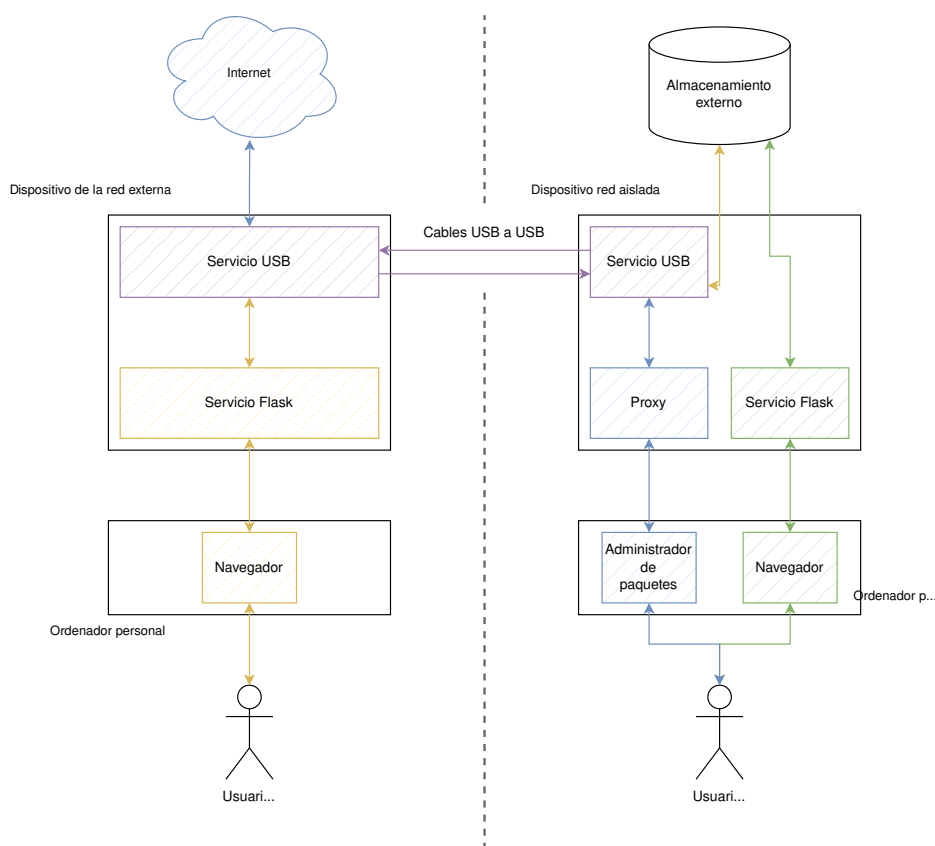 Internet
Almacenamiento
externo
Dispositivo de la red externa
Dispositivo red aislada
Servicio USB
Cables USB a USB
Servicio USB
Servicio Flask
Proxy
Servicio Flask
Navegador
Administrador
de
paquetes
Navegador
Ordenador p...
Ordenador personal
Usuari...
Usuari...